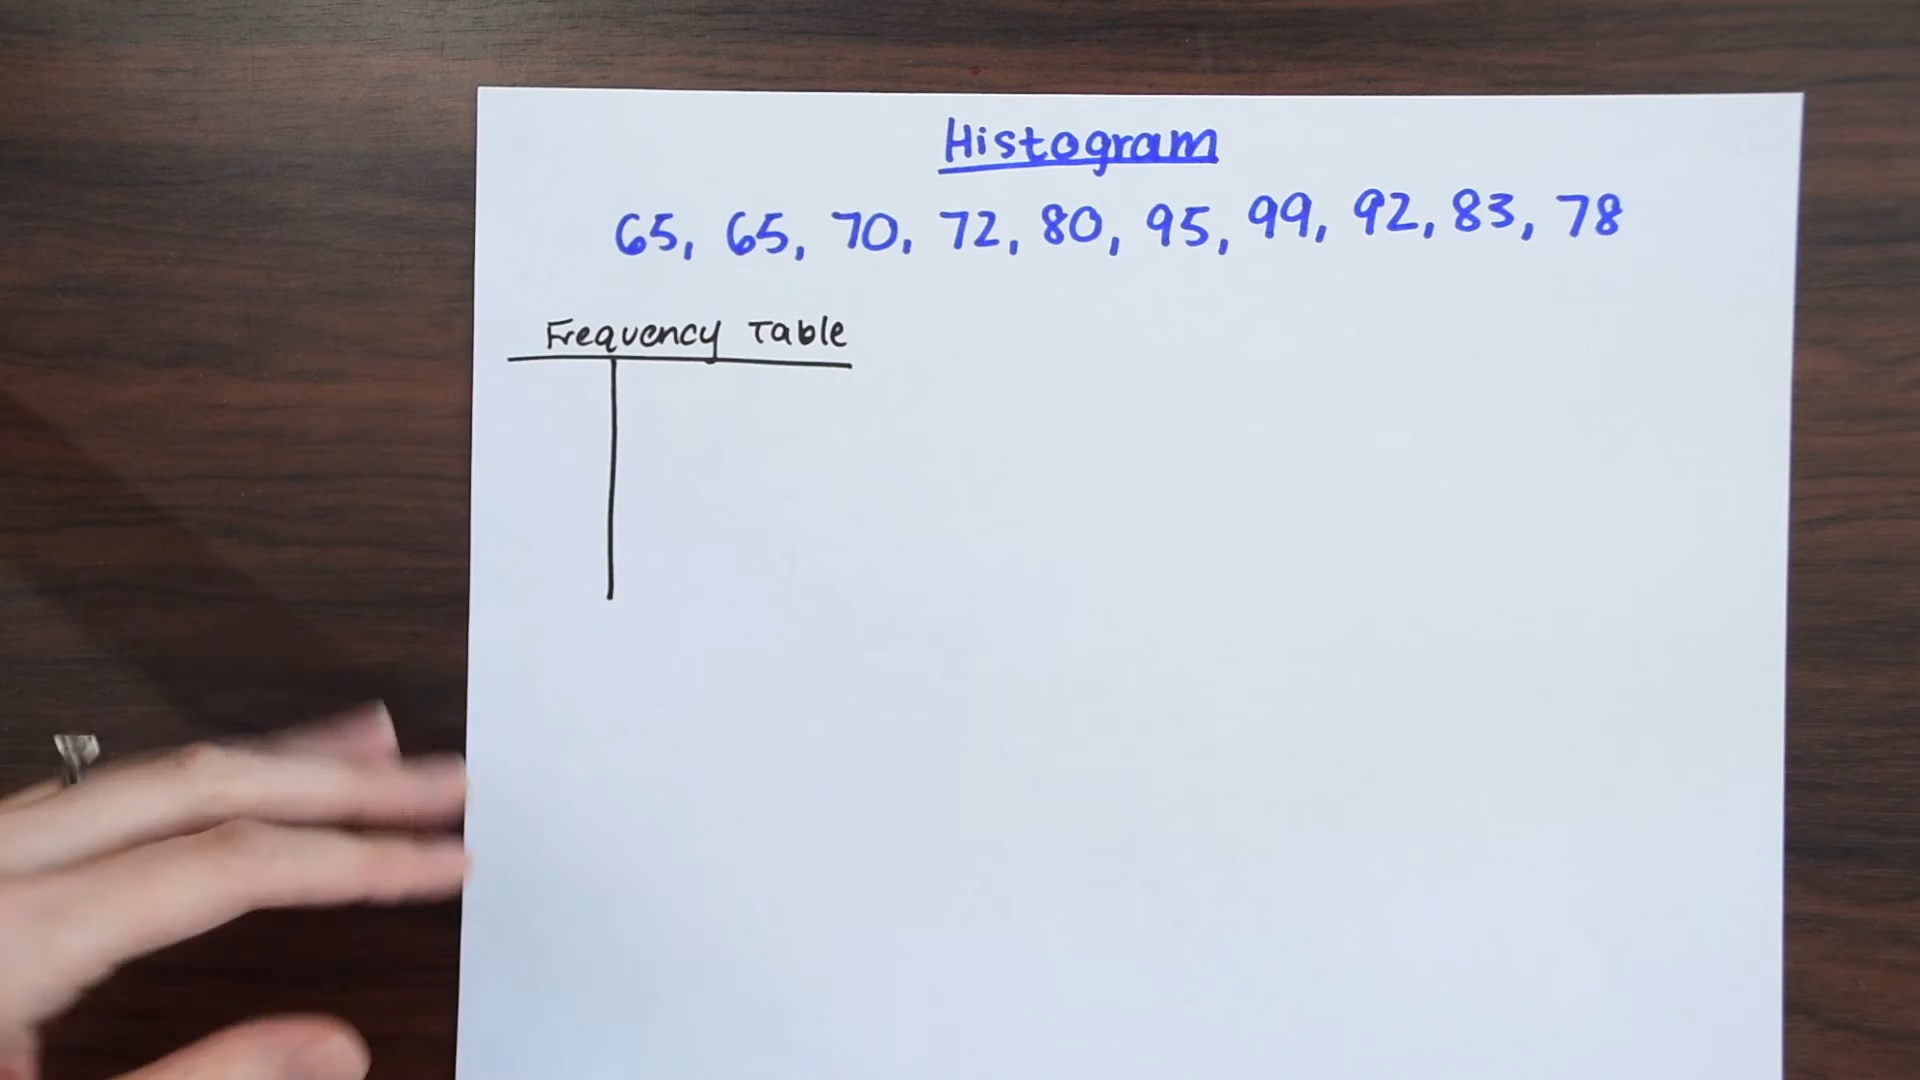 Histogram
65, 65, 70, 72, 80, 95, 99, 92, 83, 78
Frequency Table